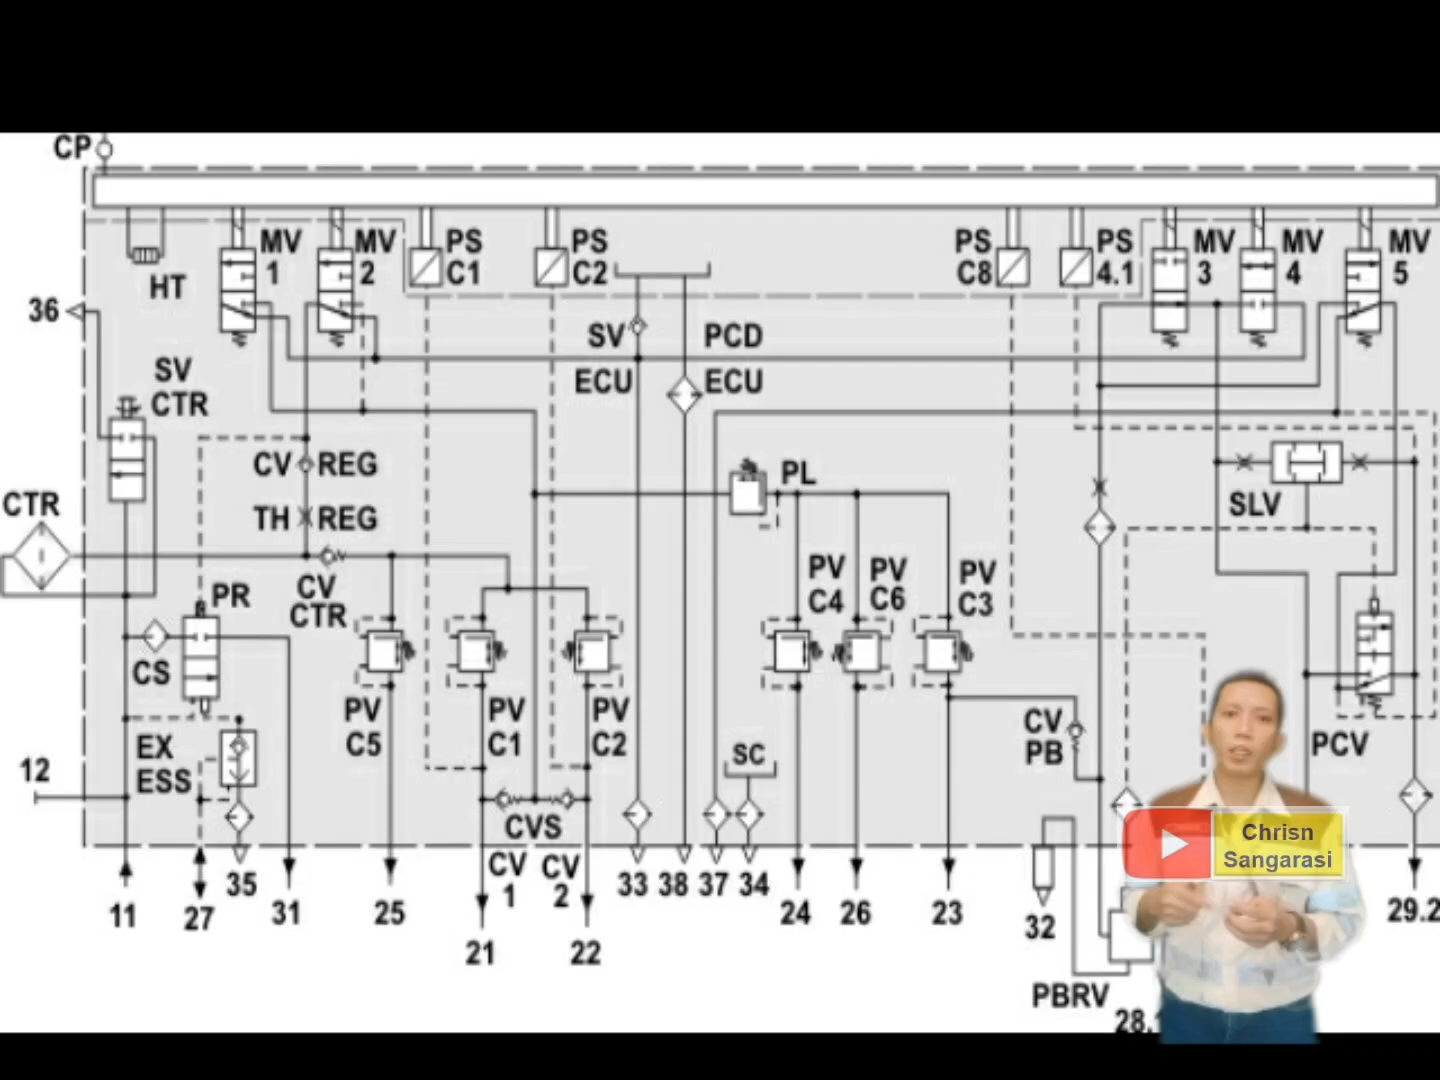 CP
HT
MV
1
MV
2
PS
C1
PS
C2
PS
C8
PS
4.1
MV
3
MV
4
MV
5
36
SV
CTR
SV
ECU
PCD
ECU
CV REG
TH REG
CTR
CV
CTR
PR
CS
PL
SLV
PV
C4
PV
C6
PV
C3
PV
C5
PV
C1
PV
C2
EX
ESS
12
SC
CV
PB
PCV
CVS
CV
1
CV
2
11
27
35
31
25
21
22
33
38
37
34
24
26
23
32
29.2
PBRV
Chrisn
Sangarasi